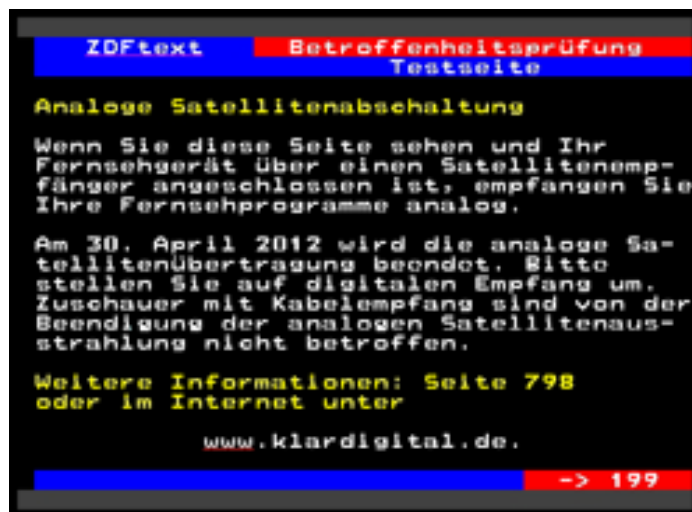 ZDFtext Betroffenheitsprüfung
Testseite
Analoge Satellitenabschaltung
Wenn Sie diese Seite sehen und Ihr
Fernsehgerät über einen Satellitenemp-
fänger angeschlossen ist, empfangen Sie
Ihre Fernsehprogramme analog.
Am 30. April 2012 wird die analoge Sa-
tellitenübertragung beendet. Bitte
stellen Sie auf digitalen Empfang um.
Zuschauer mit Kabelempfang sind von der
Beendigung der analogen Satellitenaus-
strahlung nicht betroffen.
Weitere Informationen: Seite 798
oder im Internet unter
www.klardigital.de.
-> 199